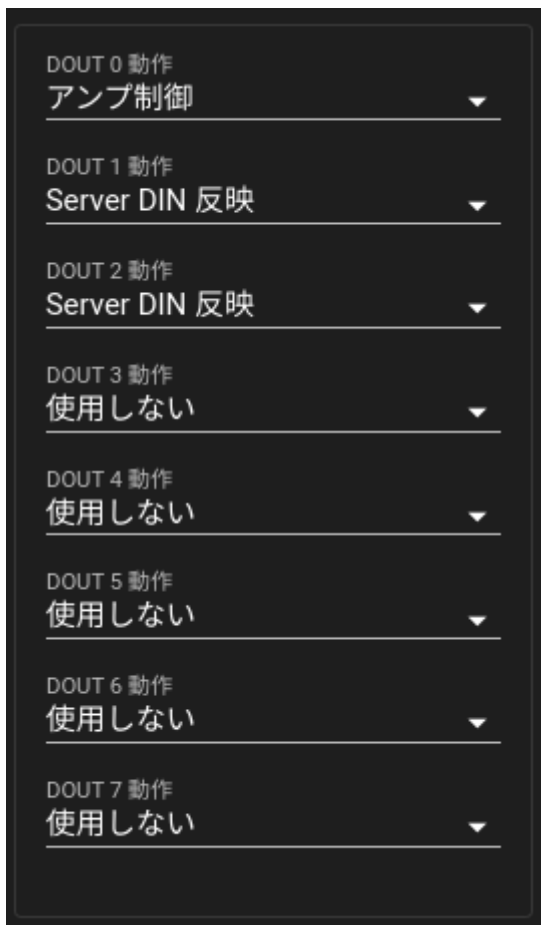 DOUT 0 動作
アンプ制御
DOUT 1 動作
Server DIN 反映
DOUT 2 動作
Server DIN 反映
DOUT 3 動作
使用しない
DOUT 4 動作
使用しない
DOUT 5 動作
使用しない
DOUT 6 動作
使用しない
DOUT 7 動作
使用しない